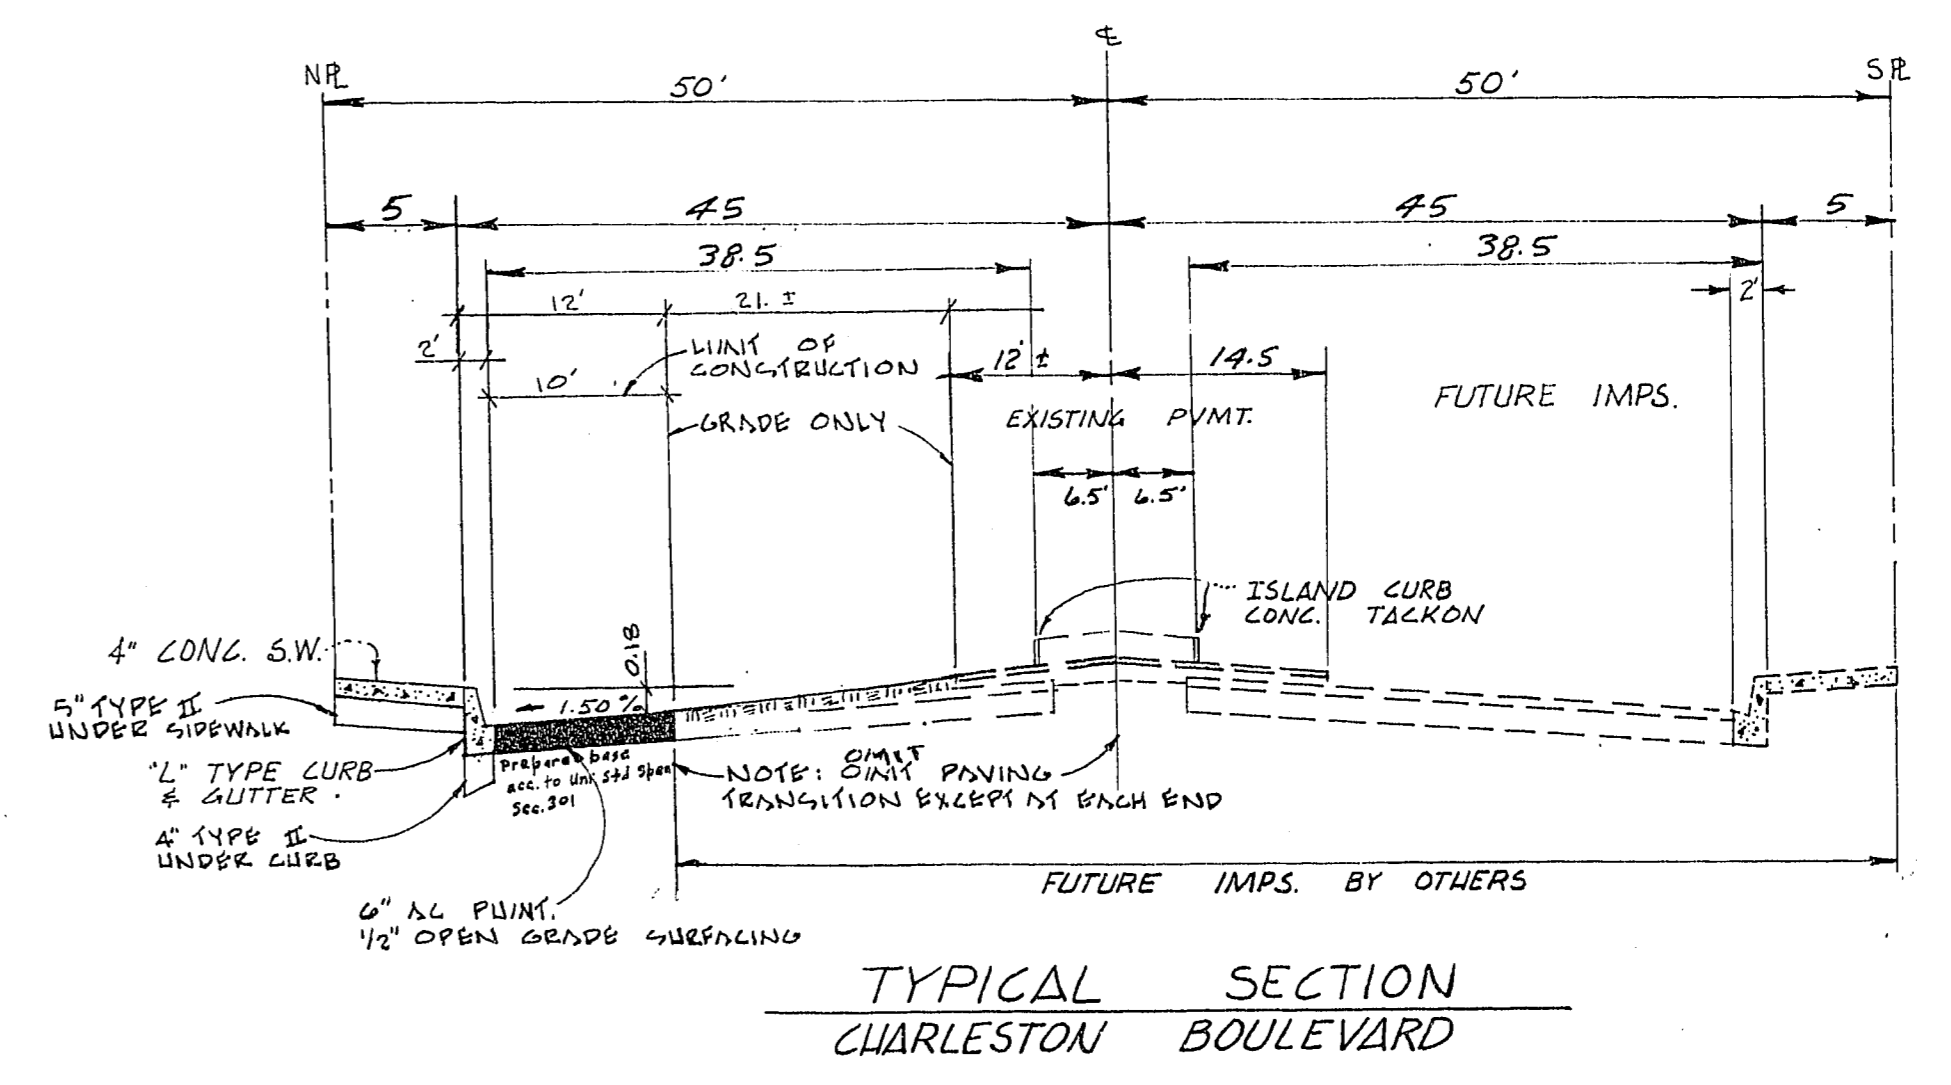 ℄
N ℞
50'
50'
S ℞
5
45
45
5
38.5
38.5
12'
21. ±
2'
2'
LIMIT OF
CONSTRUCTION
12' ±
14.5
10'
FUTURE IMPS.
GRADE ONLY
EXISTING PVMT.
6.5'
6.5'
ISLAND CURB
CONC. TACKON
0.18
4" CONC. S.W.
5" TYPE II
UNDER SIDEWALK
1.50 %
"L" TYPE CURB
& GUTTER.
Prepared base
acc. to Uni. Std Spec
Sec. 301
OMIT
NOTE: OMIT PAVING
TRANSITION EXCEPT AT EACH END
4" TYPE II
UNDER CURB
FUTURE IMPS. BY OTHERS
6" AC PVMT.
1/2" OPEN GRADE SURFACING
TYPICAL SECTION
CHARLESTON BOULEVARD